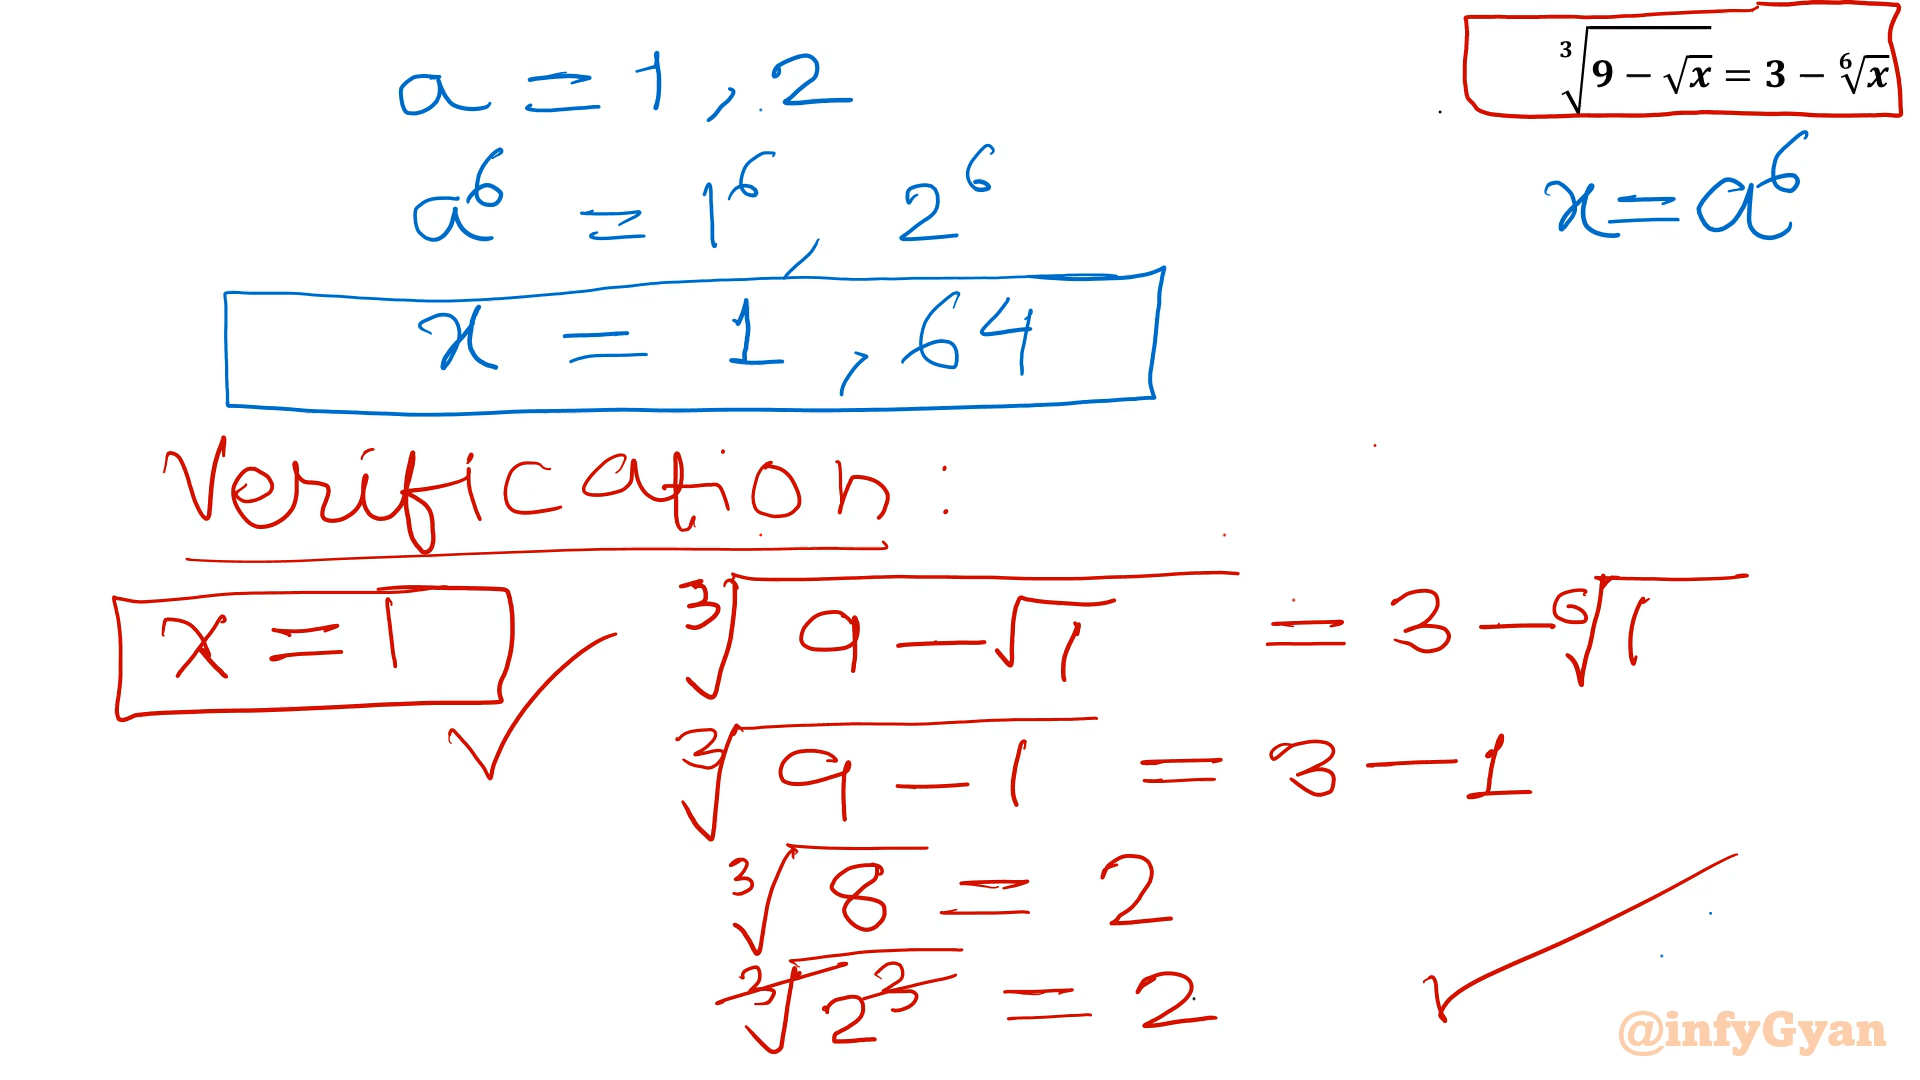 ∛(9 − √x) = 3 − ⁶√x
a = 1 , 2
a⁶ = 1⁶ , 2⁶
x = a⁶
x = 1 , 64
Verification :
x = 1 ✓
∛(9 − √1) = 3 − ⁶√1
∛(9 − 1) = 3 − 1
∛8 = 2
∛2³ = 2 ✓
@infyGyan